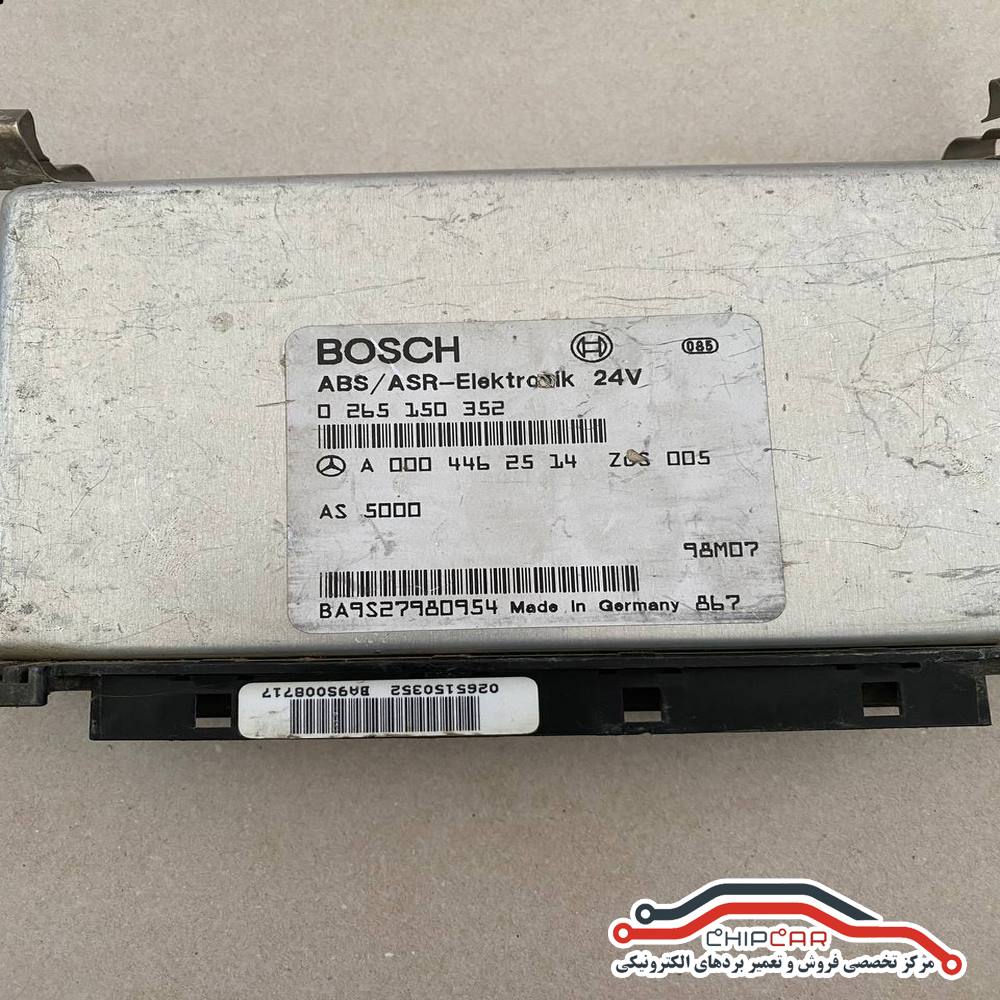 BOSCH
085
ABS/ASR-Elektronik 24V
0 265 150 352
A 000 446 25 14 ZGS 005
AS 5000
98M07
BA9S27980954 Made in Germany 867
0265150352 BA9S008717
CHIPCAR
مرکز تخصصی فروش و تعمیر بردهای الکترونیکی